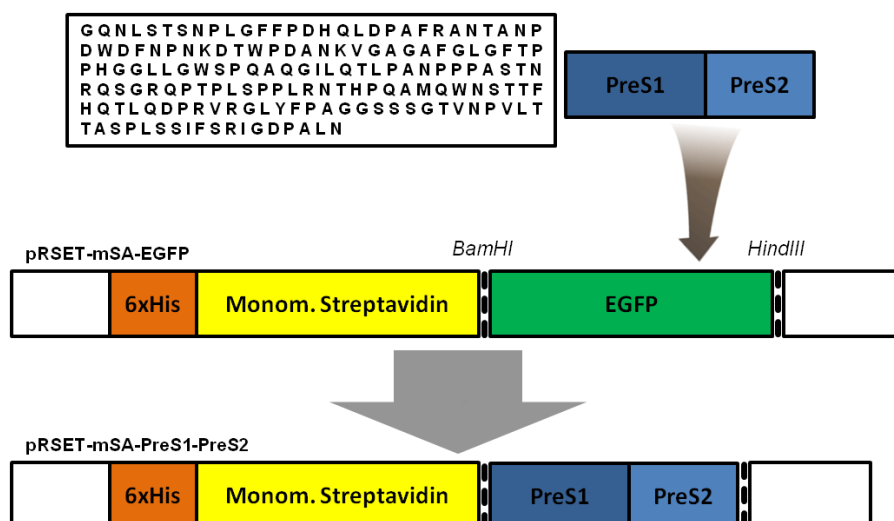 GQNLSTSNPLGFFPDHQLDPAFRANTANP
DWDFNPNKDTWPDANKVGAGAFGLGFTP
PHGGLLGWSPQAQGILQTLPANPPPASTN
RQSGRQPTPLSPPLRNTHPQAMQWNSTTF
HQTLQDPRVRGLYFPAGGSSSGTVNPVLT
TASPLSSIFSRIGDPALN
PreS1 PreS2
pRSET-mSA-EGFP BamHI HindIII
6xHis Monom. Streptavidin EGFP
pRSET-mSA-PreS1-PreS2
6xHis Monom. Streptavidin PreS1 PreS2